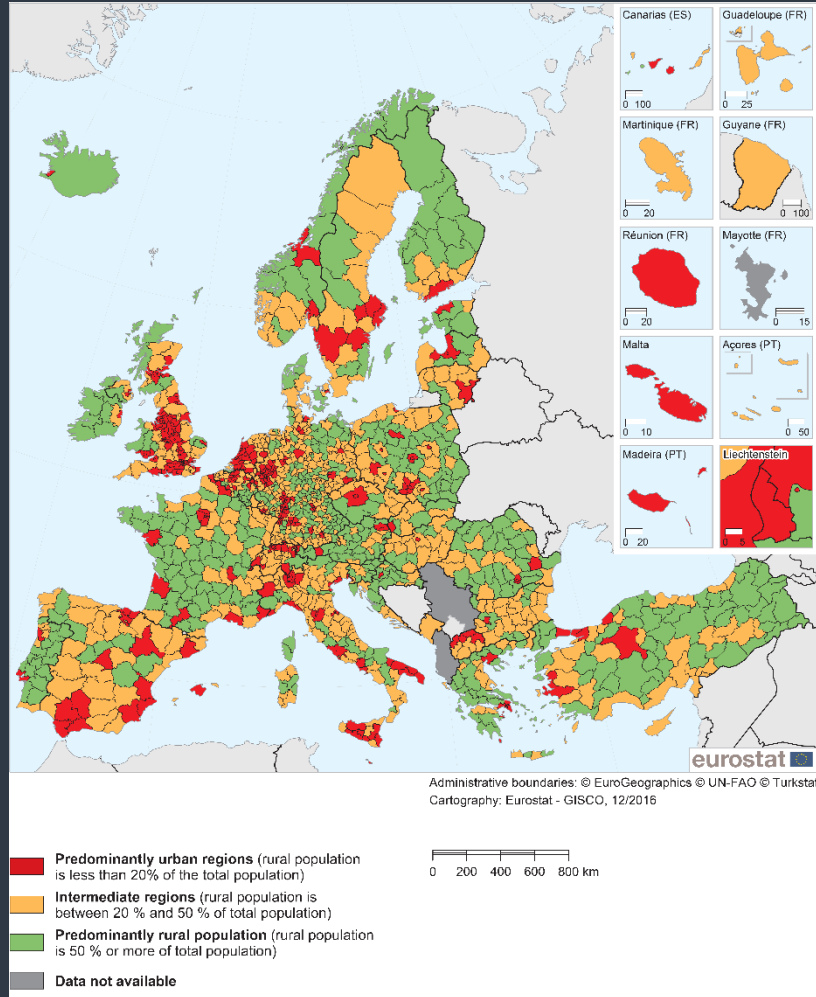 Canarias (ES)
0 100
Guadeloupe (FR)
0 25
Martinique (FR)
0 20
Guyane (FR)
0 100
Réunion (FR)
0 20
Mayotte (FR)
0 15
Malta
0 10
Açores (PT)
0 50
Madeira (PT)
0 20
Liechtenstein
0 5
eurostat
Administrative boundaries: © EuroGeographics © UN-FAO © Turkstat
Cartography: Eurostat - GISCO, 12/2016
Predominantly urban regions (rural population
is less than 20% of the total population)
Intermediate regions (rural population is
between 20 % and 50 % of total population)
Predominantly rural population (rural population
is 50 % or more of total population)
Data not available
0 200 400 600 800 km